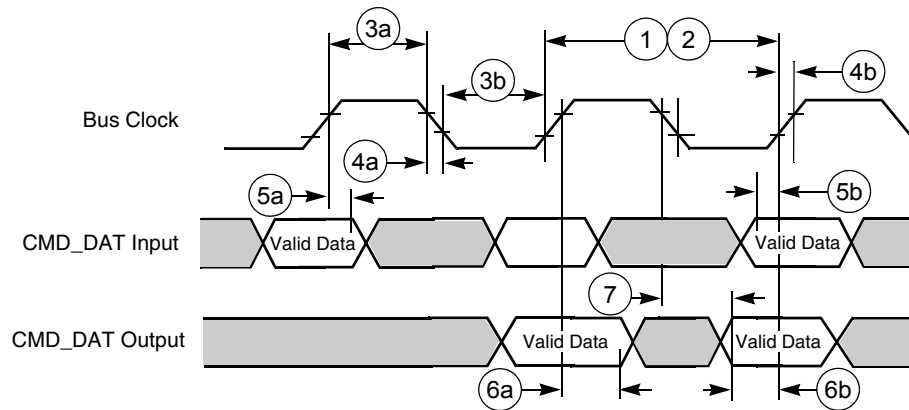 3a
1 2
3b
4b
Bus Clock
4a
5a
5b
CMD_DAT Input
Valid Data
Valid Data
7
CMD_DAT Output
Valid Data
Valid Data
6a
6b